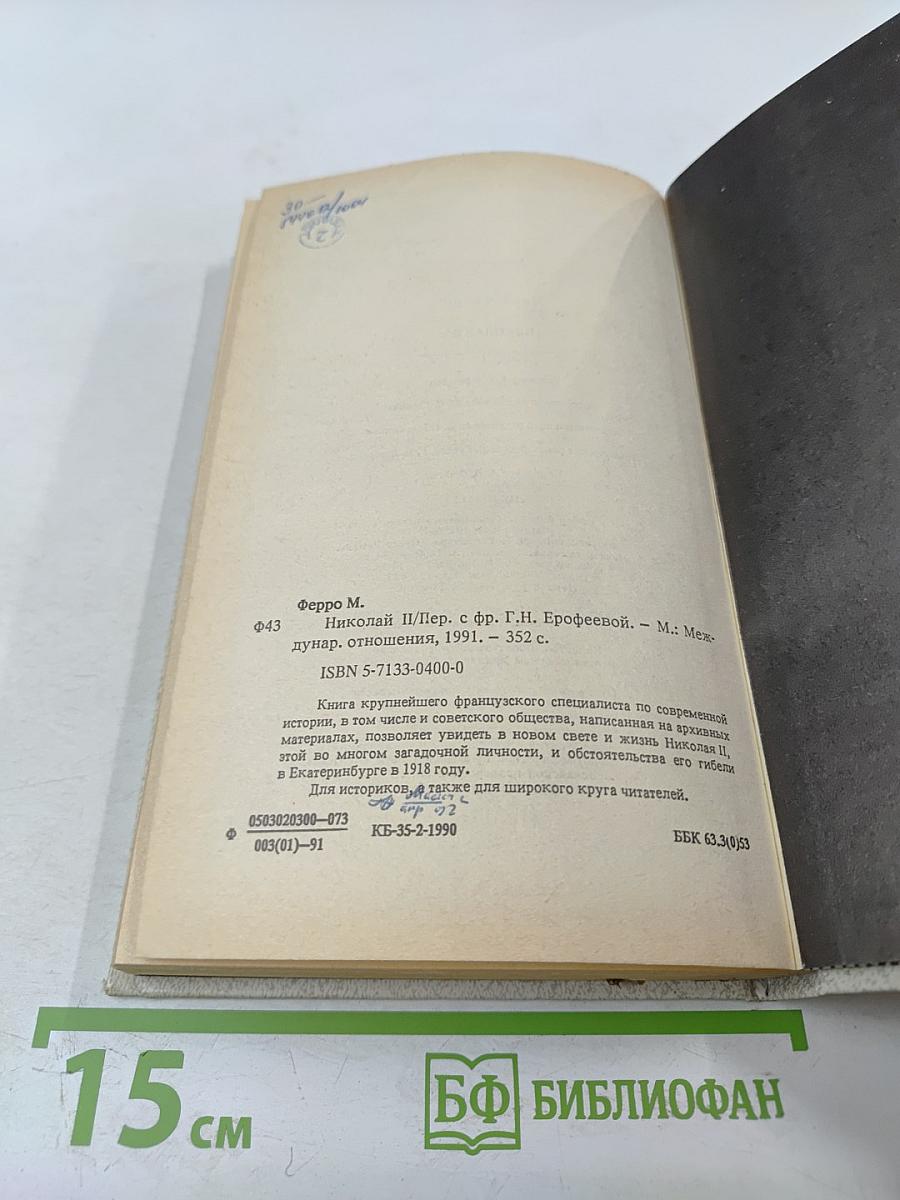 30—
2
Ферро М.
Ф43 Николай II/Пер. с фр. Г.Н. Ерофеевой. — М.: Меж-
дунар. отношения, 1991. — 352 с.
ISBN 5-7133-0400-0
Книга крупнейшего французского специалиста по современной
истории, в том числе и советского общества, написанная на архивных
материалах, позволяет увидеть в новом свете и жизнь Николая II,
этой во многом загадочной личности, и обстоятельства его гибели
в Екатеринбурге в 1918 году.
Для историков, а также для широкого круга читателей.
Ф 0503020300—073 КБ-35-2-1990 ББК 63.3(0)53
003(01)—91
15 см
БФ БИБЛИОФАН